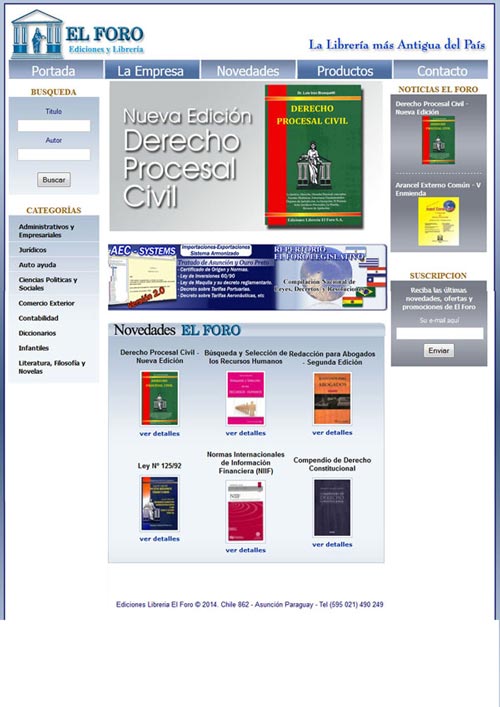 EL FORO
Ediciones y Librería
La Librería más Antigua del País
Portada
La Empresa
Novedades
Productos
Contacto
BUSQUEDA
Titulo
Autor
Buscar
CATEGORÍAS
Administrativos y
Empresariales
Jurídicos
Auto ayuda
Ciencias Políticas y
Sociales
Comercio Exterior
Contabilidad
Diccionarios
Infantiles
Literatura, Filosofía y
Novelas
Nueva Edición
Derecho
Procesal
Civil
DERECHO
PROCESAL CIVIL
Ediciones Librería El Foro S.A.
AEC - SYSTEMS
Importaciones-Exportaciones
Sistema Armonizado
Tratado de Asunción y Ouro Preto
- Certificado de Origen y Normas.
- Ley de Inversiones 60/90
- Ley de Maquila y su decreto reglamentario.
- Decreto sobre Tarifas Portuarias.
- Decreto sobre Tarifas Aeronáuticas, etc
Versión 2.0
REPERTORIO
EL FORO LEGISLATIVO
Compilación Nacional de
Leyes, Decretos y Resoluciones
Novedades EL FORO
Derecho Procesal Civil -
Nueva Edición
ver detalles
Búsqueda y Selección de
los Recursos Humanos
ver detalles
Redacción para Abogados
- Segunda Edición
ABOGADOS
ver detalles
Ley Nº 125/92
ver detalles
Normas Internacionales
de Información
Financiera (NIIF)
NIIF
ver detalles
Compendio de Derecho
Constitucional
ver detalles
NOTICIAS EL FORO
Derecho Procesal Civil -
Nueva Edición
Arancel Externo Común - V
Enmienda
SUSCRIPCION
Reciba las últimas
novedades, ofertas y
promociones de El Foro
Su e-mail aquí
Enviar
Ediciones Libreria El Foro © 2014. Chile 862 - Asunción Paraguay - Tel (595 021) 490 249